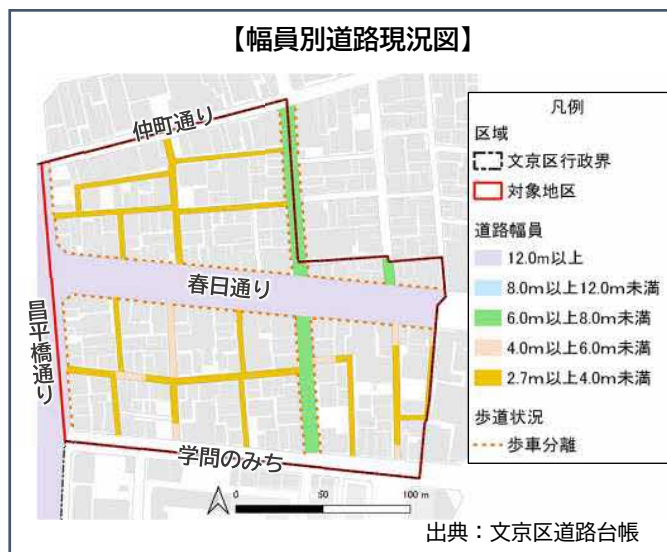 【幅員別道路現況図】
仲町通り
春日通り
昌平橋通り
学問のみち
0 50 100 m
凡例
区域
文京区行政界
対象地区
道路幅員
12.0m以上
8.0m以上12.0m未満
6.0m以上8.0m未満
4.0m以上6.0m未満
2.7m以上4.0m未満
歩道状況
歩車分離
出典：文京区道路台帳